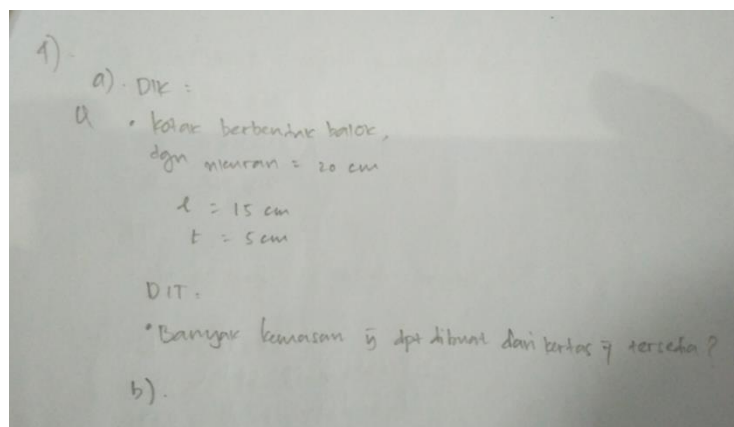 1).
a). DIK :
• kotak berbentuk balok,
dgn ukuran = 20 cm
l = 15 cm
t = 5 cm
DIT :
• Banyak kemasan yg dpt dibuat dari kertas yg tersedia?
b).